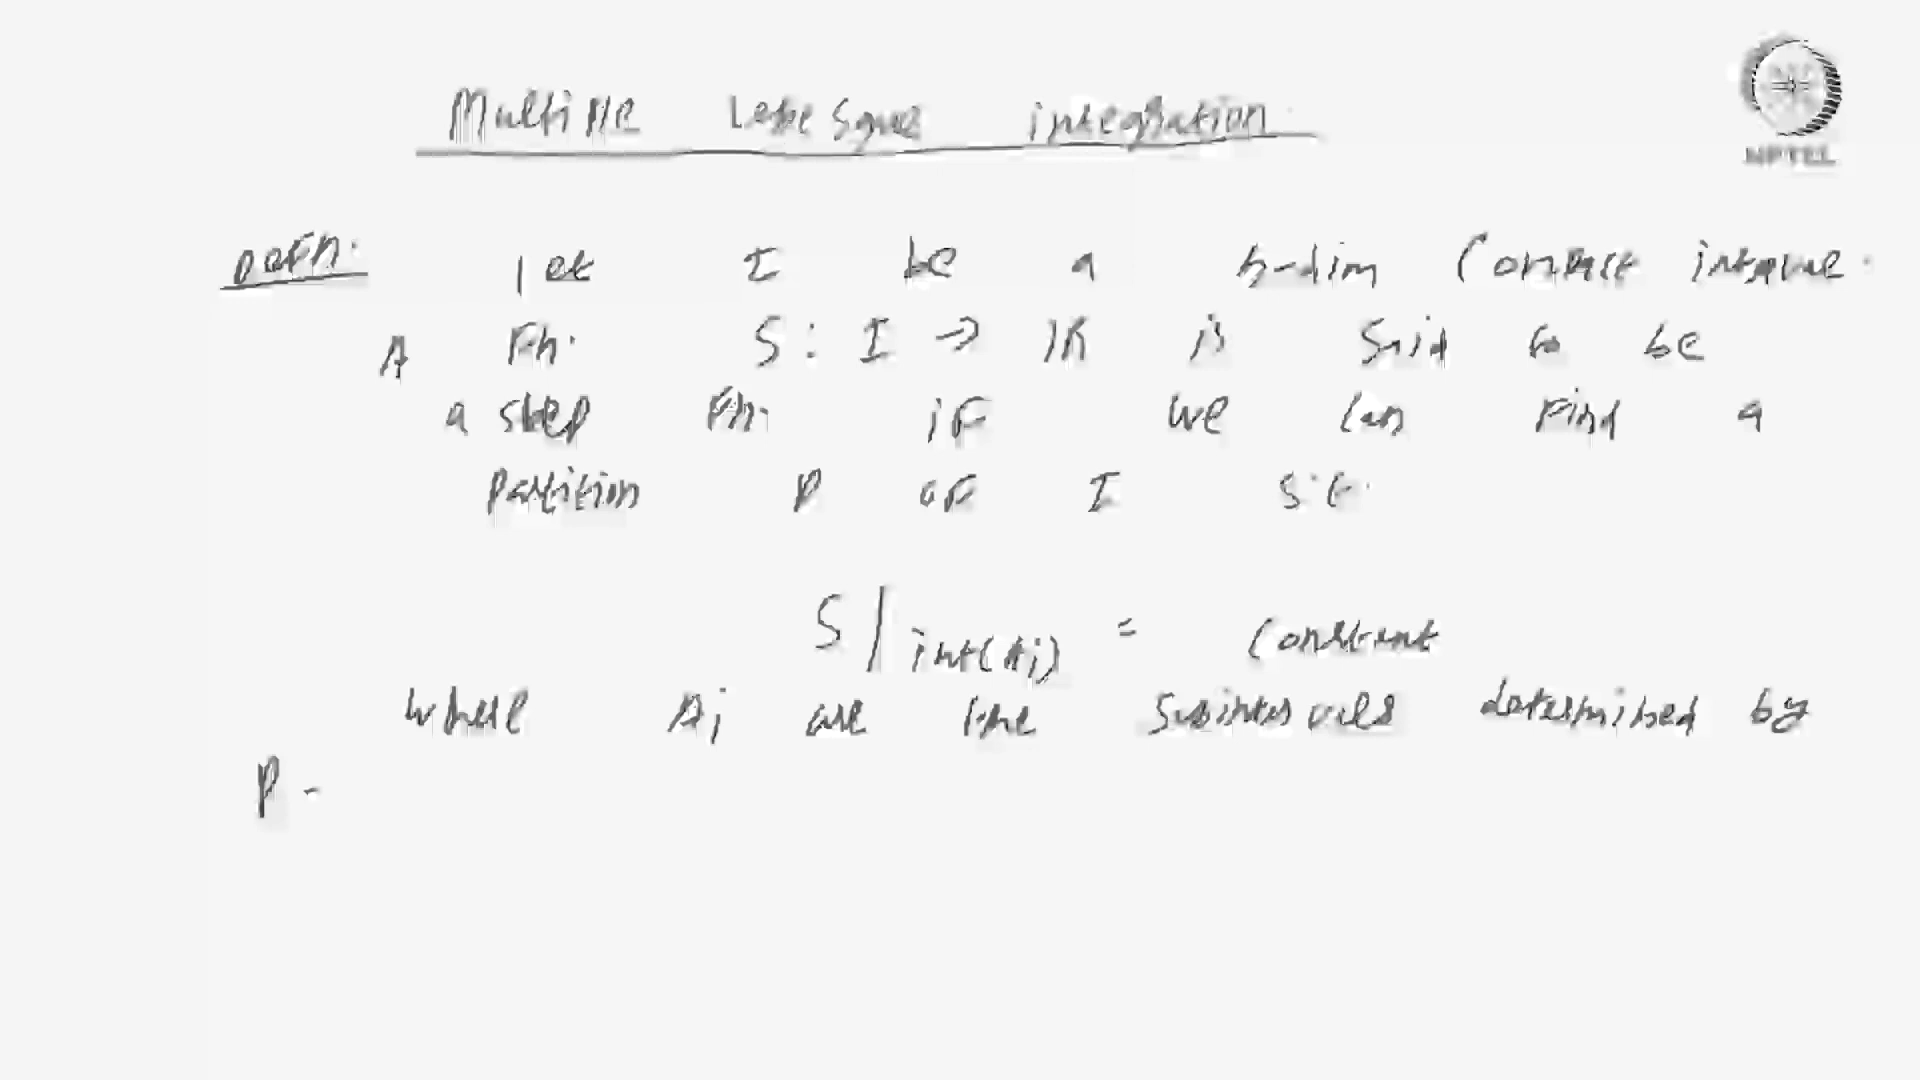 Multiple Lebesgue integration
NPTEL
Defn. Let I be a n-dim compact interval.
A Fn. S: I → ℝ is said to be
a step Fn. if we can find a
partition P of I s.t.
S|int(Ai) = constant
where Ai are the subintervals determined by
P.